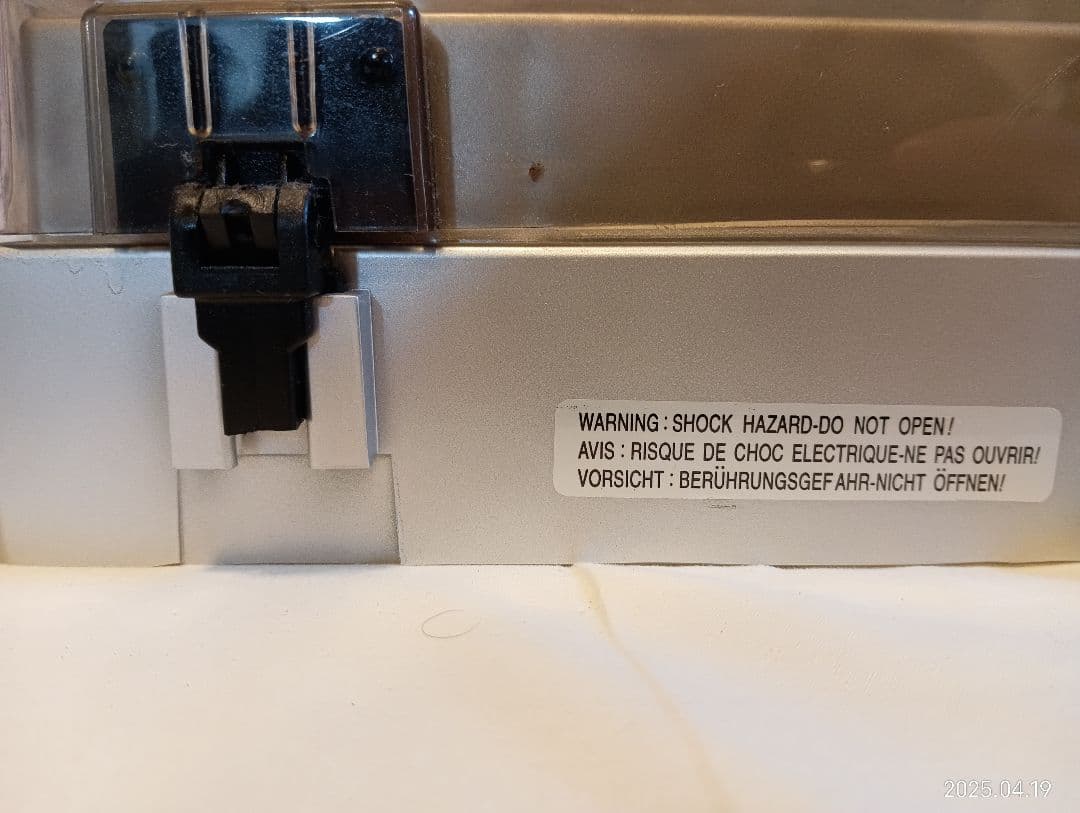 WARNING : SHOCK HAZARD-DO NOT OPEN!
AVIS : RISQUE DE CHOC ELECTRIQUE-NE PAS OUVRIR!
VORSICHT : BERÜHRUNGSGEFAHR-NICHT ÖFFNEN!
2025.04.19